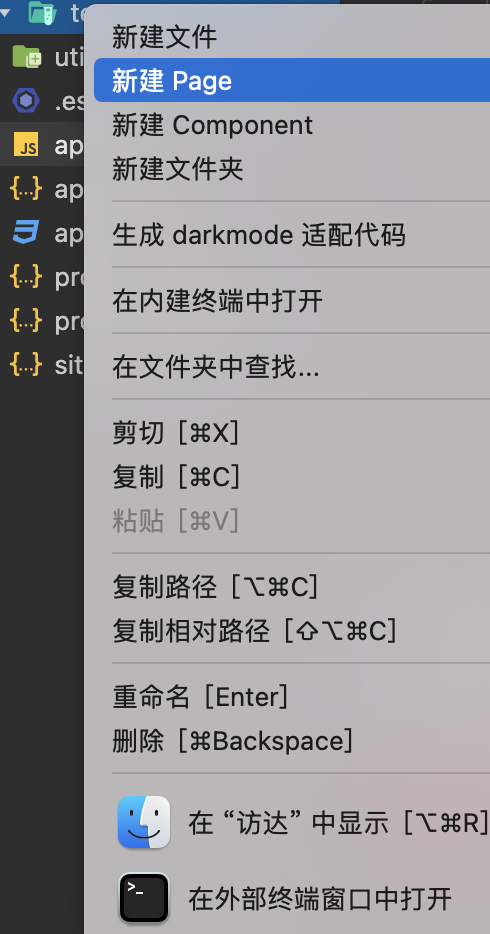 to
新建文件
uti
新建 Page
.es
新建 Component
JS
ap
新建文件夹
{...}
ap
生成 darkmode 适配代码
ap
{...}
pre
在内建终端中打开
{...}
pro
在文件夹中查找...
{...}
sit
剪切 [⌘X]
复制 [⌘C]
粘贴 [⌘V]
复制路径 [⌥⌘C]
复制相对路径 [⇧⌥⌘C]
重命名 [Enter]
删除 [⌘Backspace]
在 “访达” 中显示 [⌥⌘R]
>_
在外部终端窗口中打开